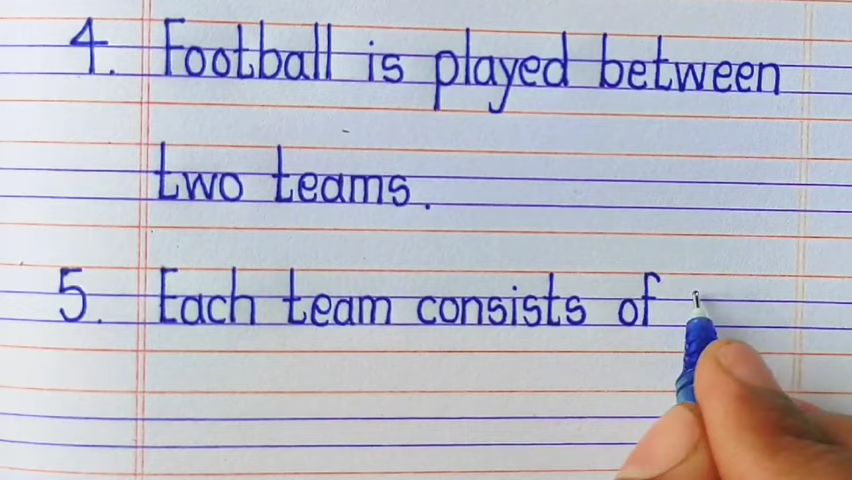 4. Football is played between
two teams.
5. Each team consists of